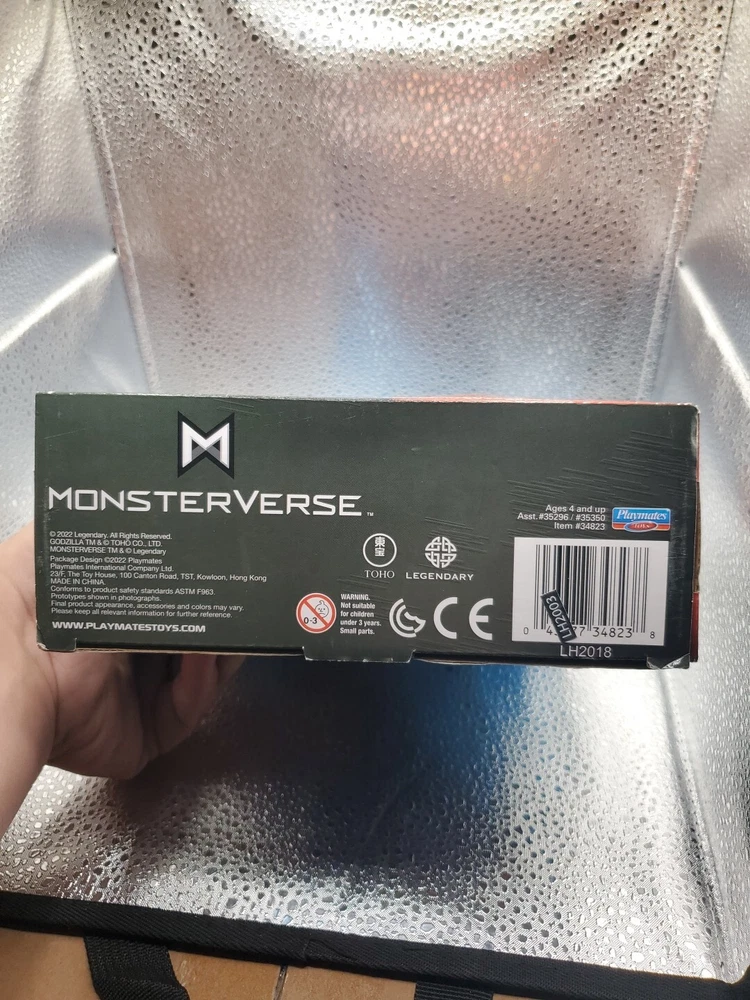 MONSTERVERSE™
© 2022 Legendary. All Rights Reserved.
GODZILLA TM & © TOHO CO., LTD.
MONSTERVERSE TM & © Legendary
Package Design ©2022 Playmates
Playmates International Company Ltd.
23/F, The Toy House, 100 Canton Road, TST, Kowloon, Hong Kong
MADE IN CHINA.
Conforms to product safety standards ASTM F963.
Prototypes shown in photographs.
Final product appearance, accessories and colors may vary.
Please keep all relevant information for further reference.
WWW.PLAYMATESTOYS.COM
東宝
TOHO
LEGENDARY
0-3
WARNING.
Not suitable
for children
under 3 years.
Small parts.
CE
Ages 4 and up
Asst. #35296 / #35350
Item #34823
Playmates
TOYS
LH2003
0 4 77 34823 8
LH2018